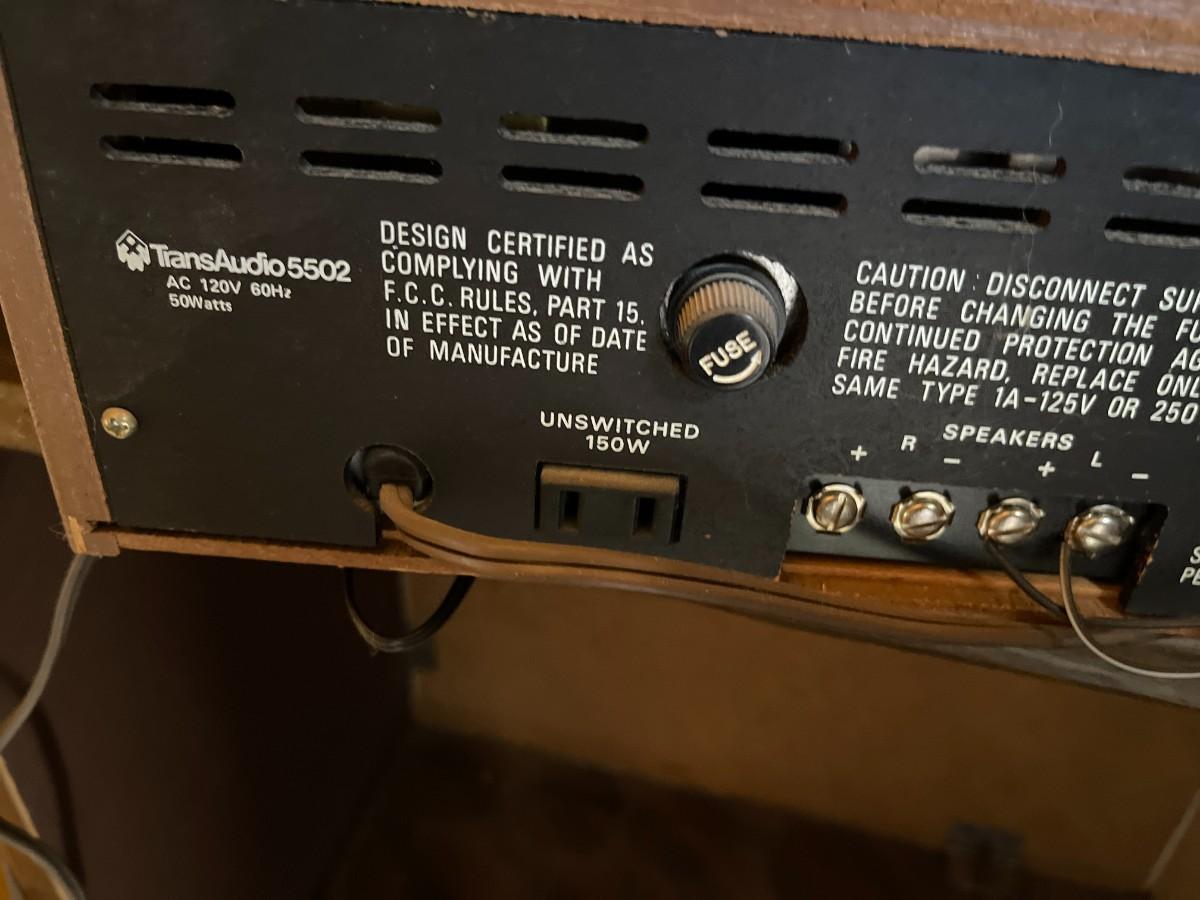 TransAudio 5502
AC 120V 60Hz
50Watts
DESIGN CERTIFIED AS
COMPLYING WITH
F.C.C. RULES, PART 15,
IN EFFECT AS OF DATE
OF MANUFACTURE
FUSE
CAUTION : DISCONNECT
BEFORE CHANGING THE
CONTINUED PROTECTION
FIRE HAZARD, REPLACE
SAME TYPE 1A-125V OR 250
UNSWITCHED
150W
SPEAKERS
+ R - + L -